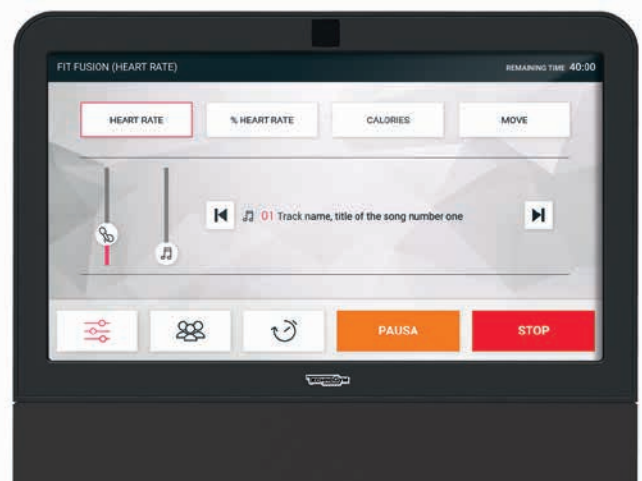 FIT FUSION (HEART RATE)
REMAINING TIME 40:00
HEART RATE
% HEART RATE
CALORIES
MOVE
01 Track name, title of the song number one
PAUSA
STOP